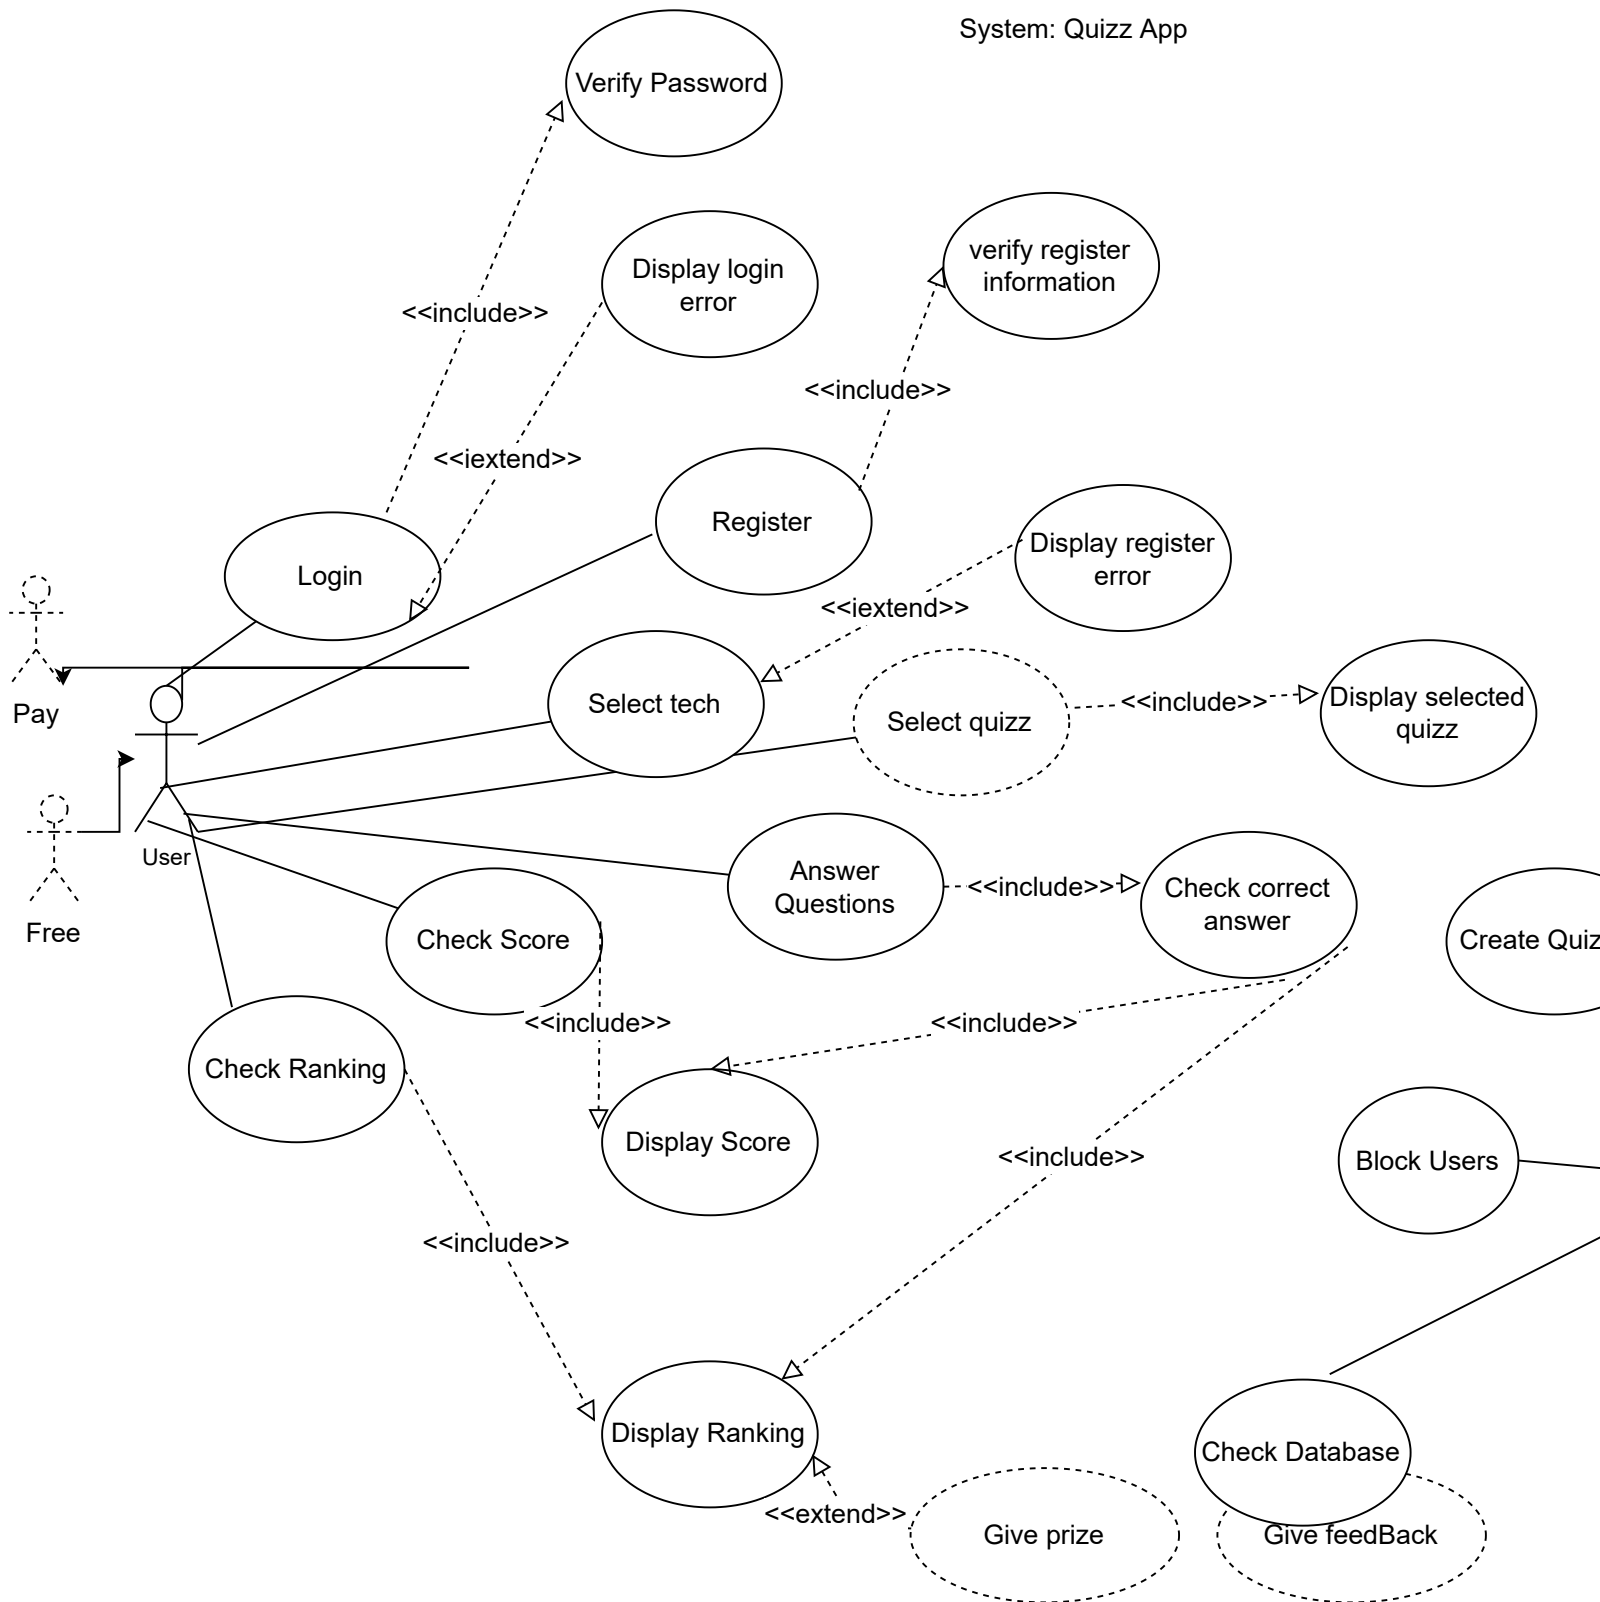 System: Quizz App
Verify Password
verify register
information
Display login
error
<<include>>
<<include>>
<<iextend>>
Register
Display register
error
Login
<<iextend>>
Select tech
Select quizz
<<include>>
Display selected
quizz
Pay
User
Answer
Questions
<<include>>
Check correct
answer
Free
Check Score
Create Quiz
<<include>>
<<include>>
Check Ranking
Display Score
<<include>>
Block Users
<<include>>
Display Ranking
Check Database
<<extend>>
Give prize
Give feedBack